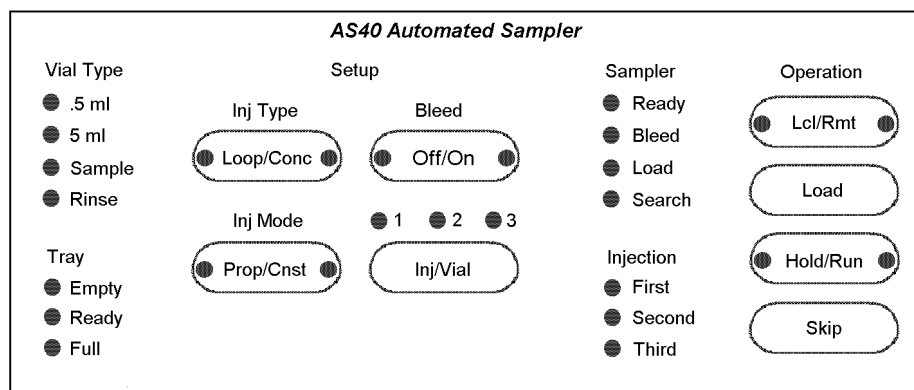 AS40 Automated Sampler
Vial Type
.5 ml
5 ml
Sample
Rinse
Tray
Empty
Ready
Full
Setup
Inj Type
Loop/Conc
Bleed
Off/On
Inj Mode
Prop/Cnst
1 2 3
Inj/Vial
Sampler
Ready
Bleed
Load
Search
Injection
First
Second
Third
Operation
Lcl/Rmt
Load
Hold/Run
Skip